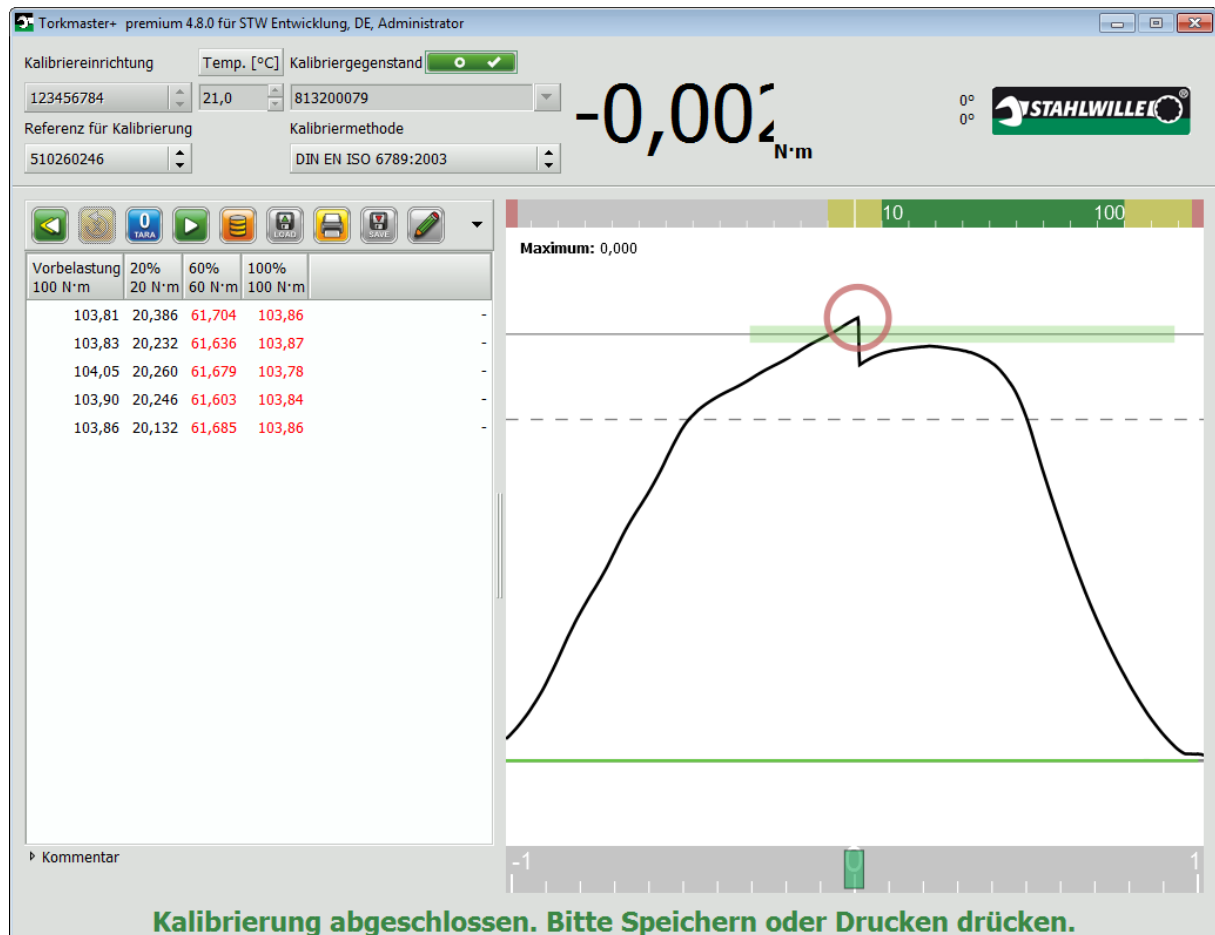 Torkmaster+ premium 4.8.0 für STW Entwicklung, DE, Administrator
Kalibriereinrichtung Temp. [°C] Kalibriergegenstand
123456784 21,0 813200079
-0,002 N·m
0°
0°
STAHLWILLE®
Referenz für Kalibrierung Kalibriermethode
510260246 DIN EN ISO 6789:2003
0 TARA LOAD SAVE
10 100
Maximum: 0,000
Vorbelastung 20% 60% 100%
100 N·m 20 N·m 60 N·m 100 N·m
103,81 20,386 61,704 103,86 -
103,83 20,232 61,636 103,87 -
104,05 20,260 61,679 103,78 -
103,90 20,246 61,603 103,84 -
103,86 20,132 61,685 103,86 -
Kommentar
-1 0 1
Kalibrierung abgeschlossen. Bitte Speichern oder Drucken drücken.